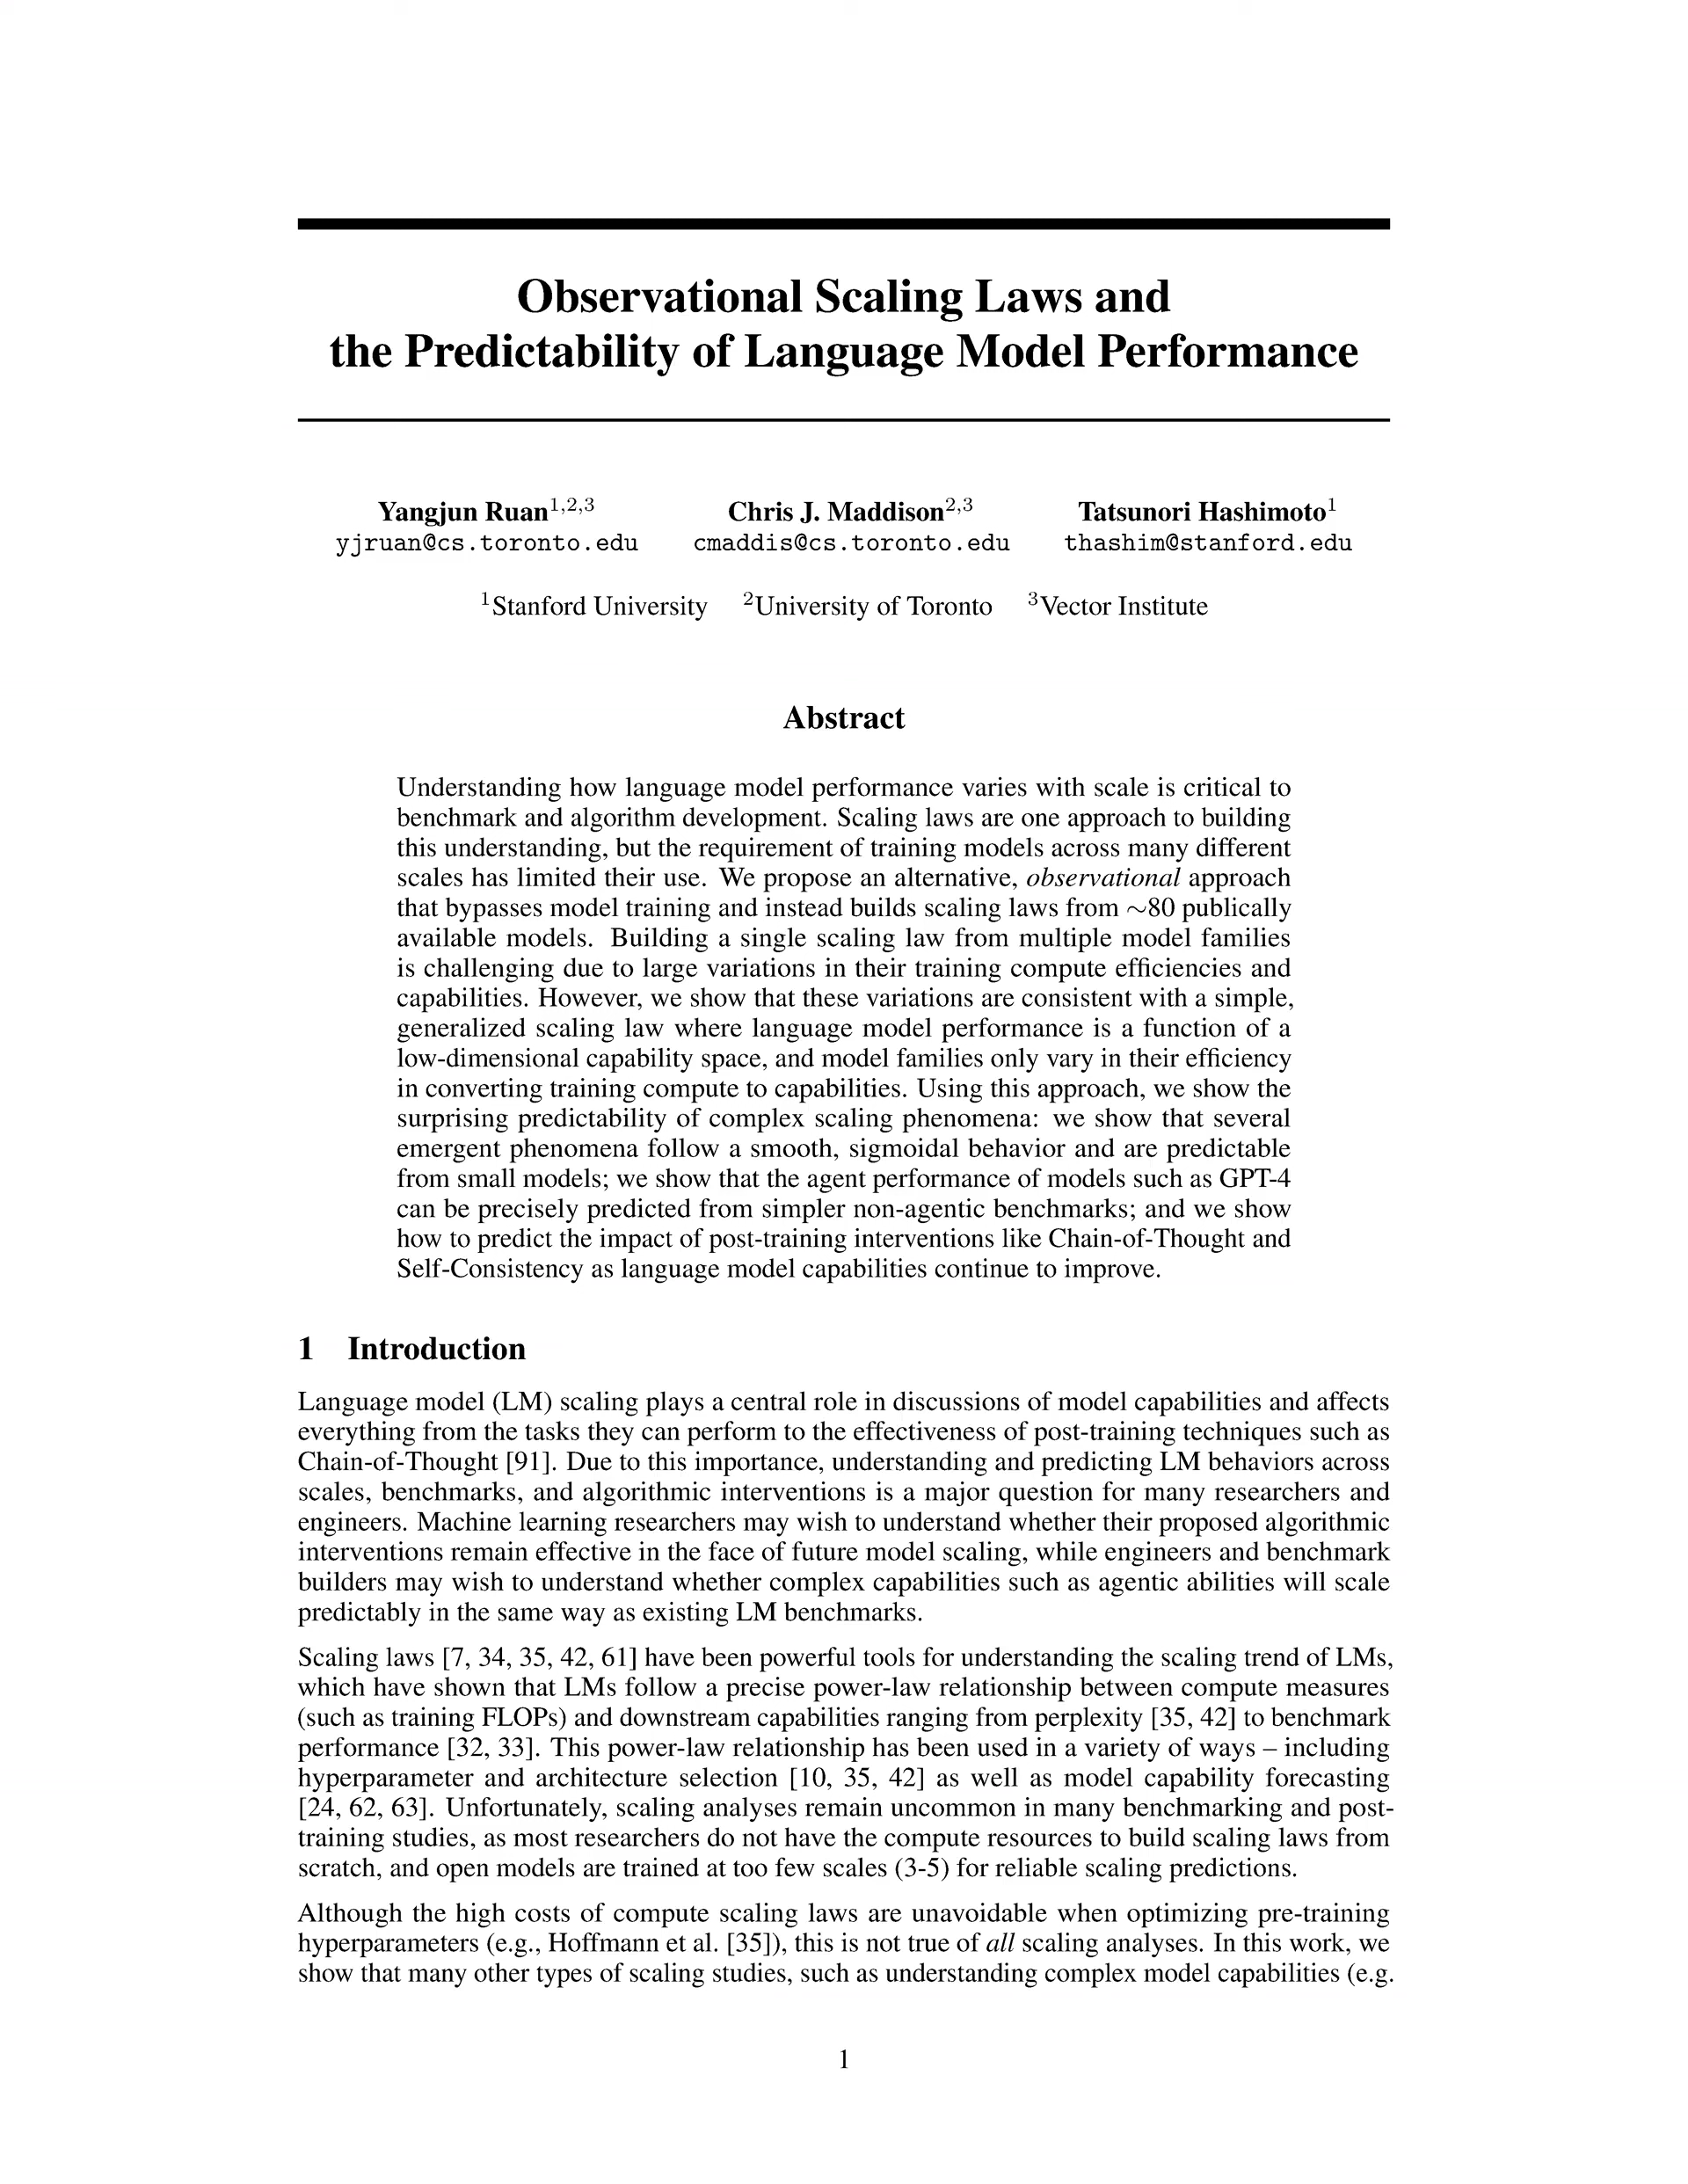 Observational Scaling Laws and
the Predictability of Language Model Performance
Yangjun Ruan1,2,3 Chris J. Maddison2,3 Tatsunori Hashimoto1
yjruan@cs.toronto.edu cmaddis@cs.toronto.edu thashim@stanford.edu
1Stanford University 2University of Toronto 3Vector Institute
Abstract
Understanding how language model performance varies with scale is critical to
benchmark and algorithm development. Scaling laws are one approach to building
this understanding, but the requirement of training models across many different
scales has limited their use. We propose an alternative, observational approach
that bypasses model training and instead builds scaling laws from ∼80 publically
available models. Building a single scaling law from multiple model families
is challenging due to large variations in their training compute efficiencies and
capabilities. However, we show that these variations are consistent with a simple,
generalized scaling law where language model performance is a function of a
low-dimensional capability space, and model families only vary in their efficiency
in converting training compute to capabilities. Using this approach, we show the
surprising predictability of complex scaling phenomena: we show that several
emergent phenomena follow a smooth, sigmoidal behavior and are predictable
from small models; we show that the agent performance of models such as GPT-4
can be precisely predicted from simpler non-agentic benchmarks; and we show
how to predict the impact of post-training interventions like Chain-of-Thought and
Self-Consistency as language model capabilities continue to improve.
1 Introduction
Language model (LM) scaling plays a central role in discussions of model capabilities and affects
everything from the tasks they can perform to the effectiveness of post-training techniques such as
Chain-of-Thought [91]. Due to this importance, understanding and predicting LM behaviors across
scales, benchmarks, and algorithmic interventions is a major question for many researchers and
engineers. Machine learning researchers may wish to understand whether their proposed algorithmic
interventions remain effective in the face of future model scaling, while engineers and benchmark
builders may wish to understand whether complex capabilities such as agentic abilities will scale
predictably in the same way as existing LM benchmarks.
Scaling laws [7, 34, 35, 42, 61] have been powerful tools for understanding the scaling trend of LMs,
which have shown that LMs follow a precise power-law relationship between compute measures
(such as training FLOPs) and downstream capabilities ranging from perplexity [35, 42] to benchmark
performance [32, 33]. This power-law relationship has been used in a variety of ways – including
hyperparameter and architecture selection [10, 35, 42] as well as model capability forecasting
[24, 62, 63]. Unfortunately, scaling analyses remain uncommon in many benchmarking and post-
training studies, as most researchers do not have the compute resources to build scaling laws from
scratch, and open models are trained at too few scales (3-5) for reliable scaling predictions.
Although the high costs of compute scaling laws are unavoidable when optimizing pre-training
hyperparameters (e.g., Hoffmann et al. [35]), this is not true of all scaling analyses. In this work, we
show that many other types of scaling studies, such as understanding complex model capabilities (e.g.
1